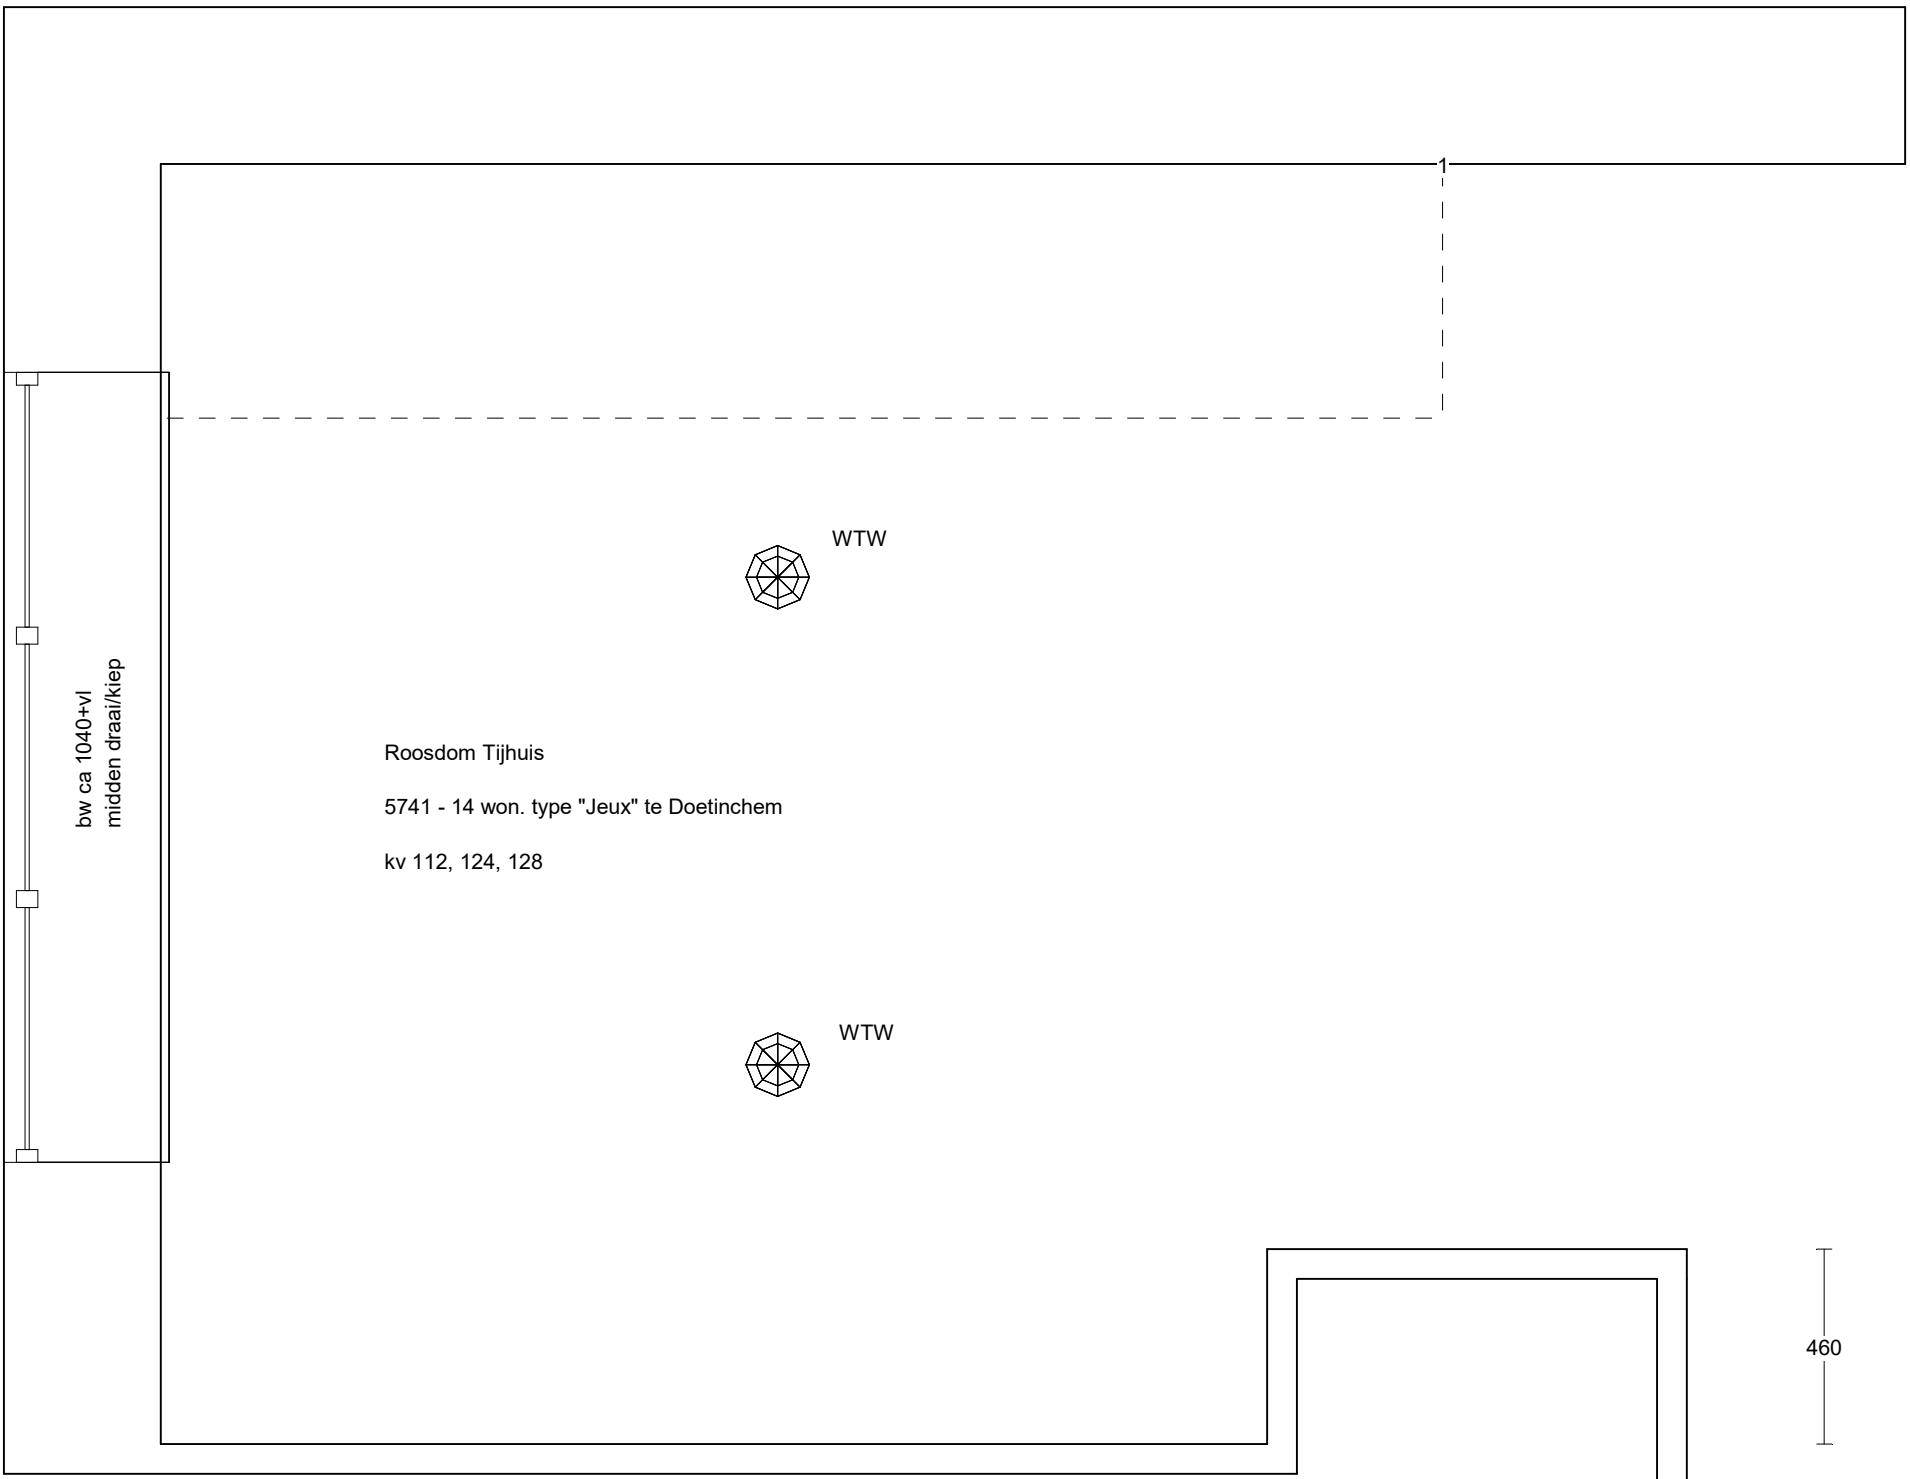 1
WTW
bw ca 1040+vl
midden draai/kiep
Roosdom Tijhuis
5741 - 14 won. type "Jeux" te Doetinchem
kv 112, 124, 128
WTW
460